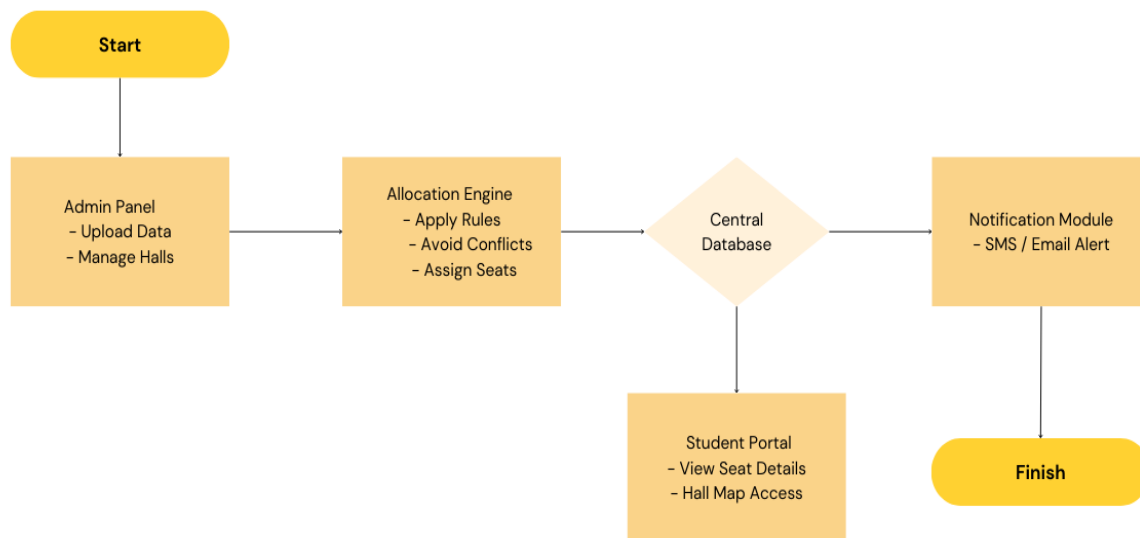 Start
Admin Panel
- Upload Data
- Manage Halls
Allocation Engine
- Apply Rules
- Avoid Conflicts
- Assign Seats
Central
Database
Notification Module
- SMS / Email Alert
Student Portal
- View Seat Details
- Hall Map Access
Finish